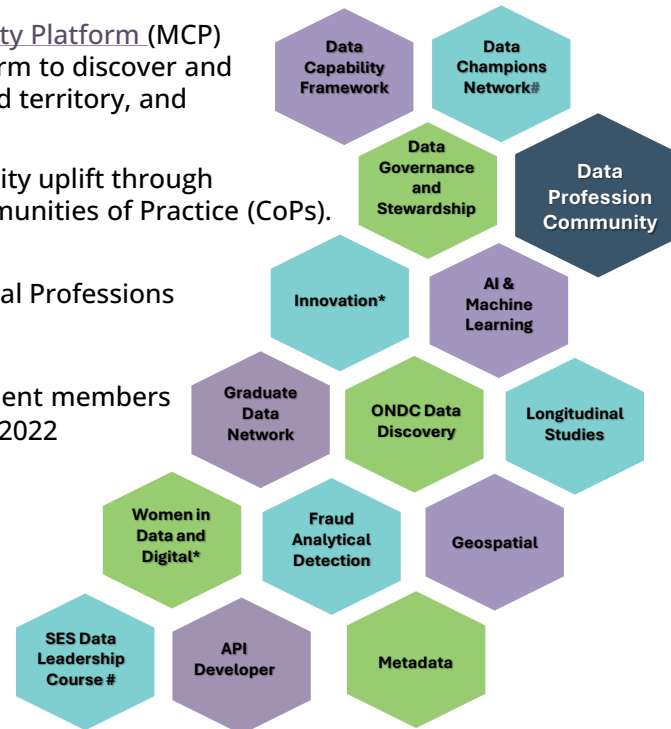 ty Platform (MCP)
rm to discover and
d territory, and
ity uplift through
munities of Practice (CoPs).
al Professions
ent members
2022
Data
Capability
Framework
Data
Champions
Network#
Data
Governance
and
Stewardship
Data
Profession
Community
Innovation*
AI &
Machine
Learning
Graduate
Data
Network
ONDC Data
Discovery
Longitudinal
Studies
Women in
Data and
Digital*
Fraud
Analytical
Detection
Geospatial
SES Data
Leadership
Course #
API
Developer
Metadata